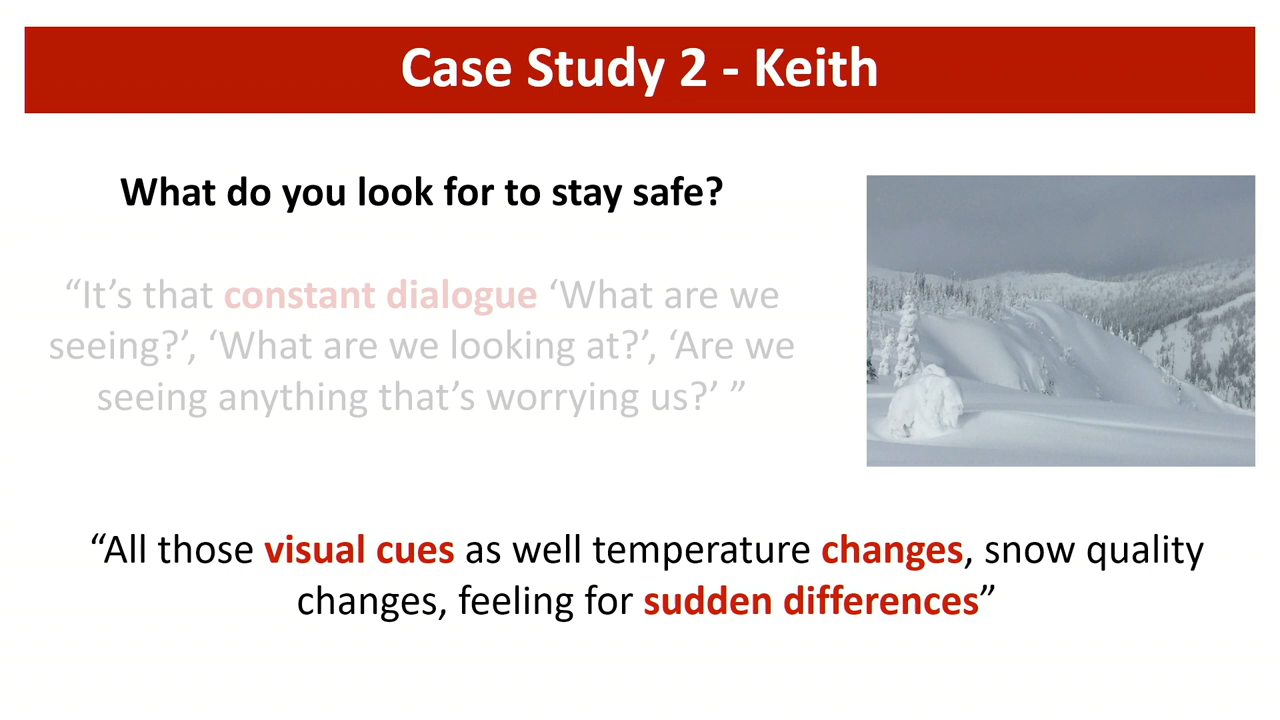 Case Study 2 - Keith
What do you look for to stay safe?
“It’s that constant dialogue ‘What are we
seeing?’, ‘What are we looking at?’, ‘Are we
seeing anything that’s worrying us?’ ”
“All those visual cues as well temperature changes, snow quality
changes, feeling for sudden differences”